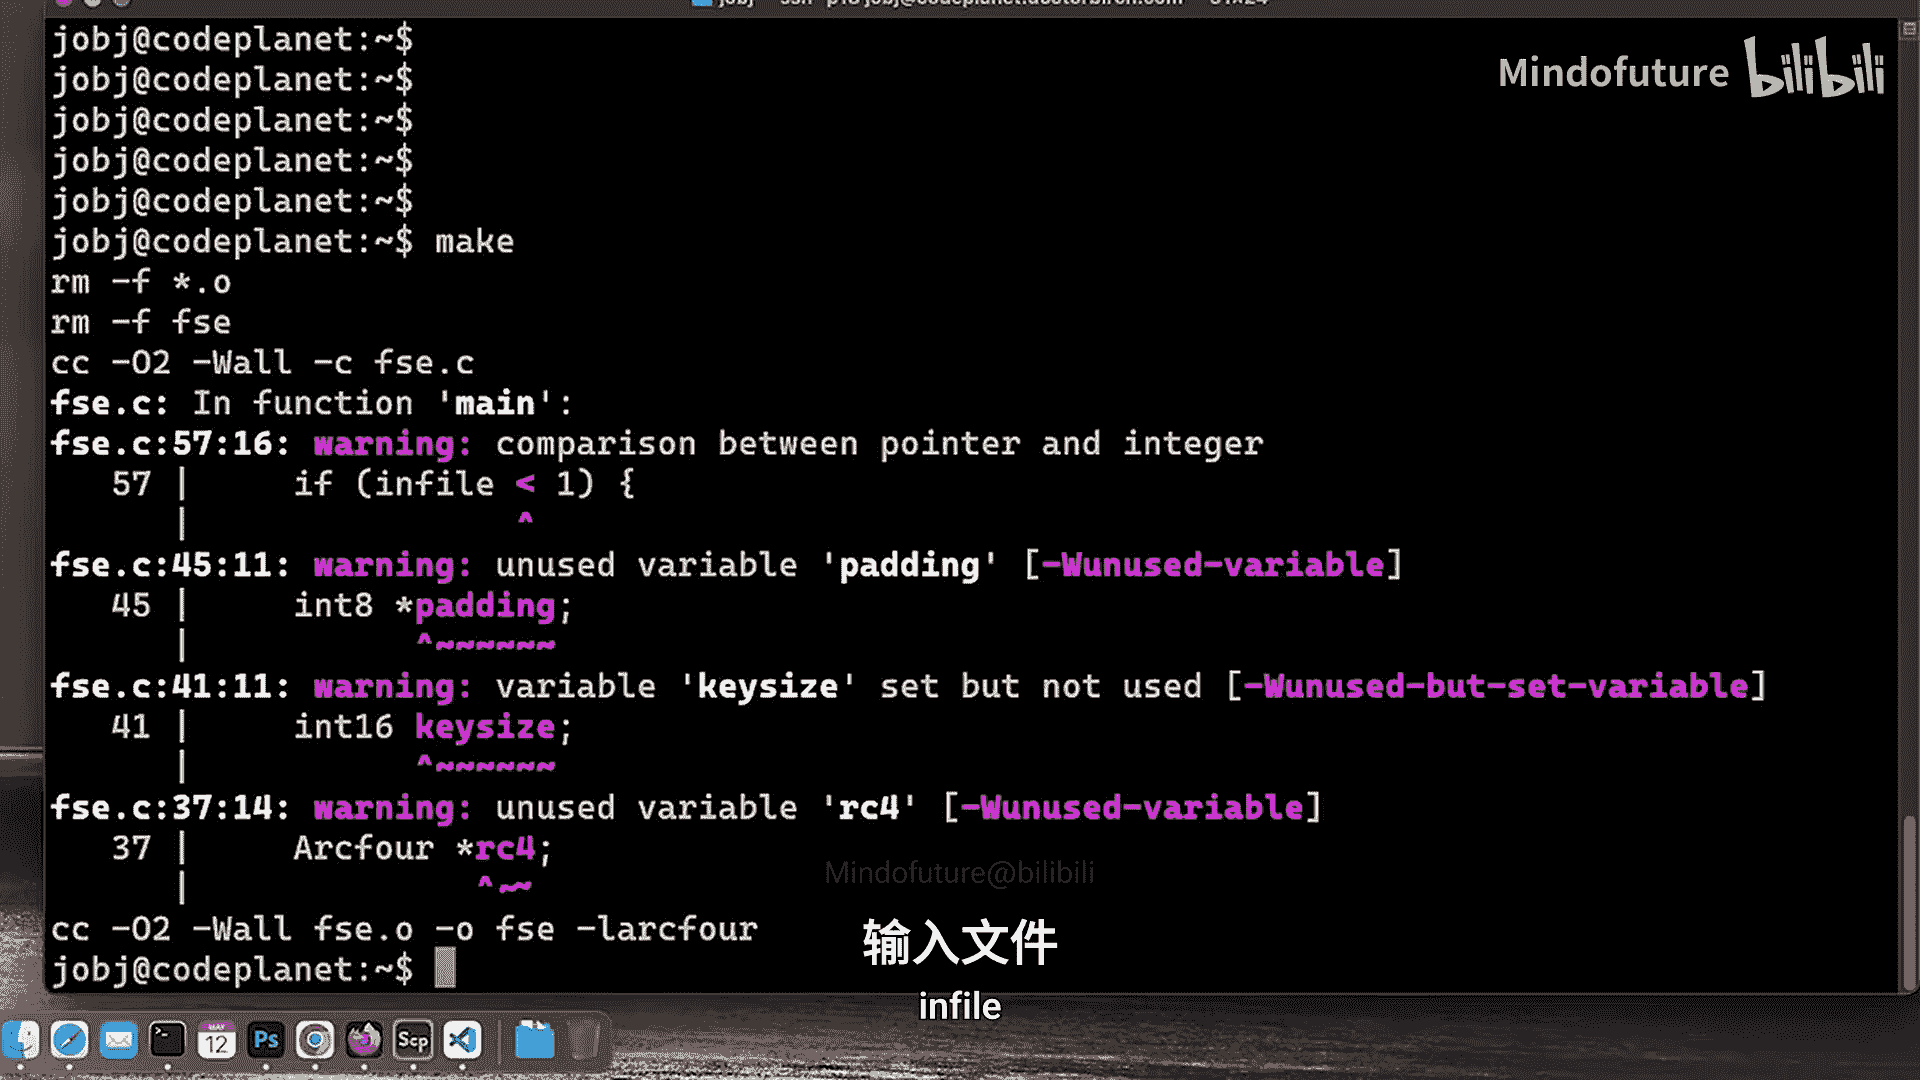 jobj@codeplanet:~$
jobj@codeplanet:~$
jobj@codeplanet:~$
jobj@codeplanet:~$
jobj@codeplanet:~$
jobj@codeplanet:~$ make
rm -f *.o
rm -f fse
cc -O2 -Wall -c fse.c
fse.c: In function 'main':
fse.c:57:16: warning: comparison between pointer and integer
57 | if (infile < 1) {
| ^
fse.c:45:11: warning: unused variable 'padding' [-Wunused-variable]
45 | int8 *padding;
| ^~~~~~~
fse.c:41:11: warning: variable 'keysize' set but not used [-Wunused-but-set-variable]
41 | int16 keysize;
| ^~~~~~~
fse.c:37:14: warning: unused variable 'rc4' [-Wunused-variable]
37 | Arcfour *rc4;
| ^~~
cc -O2 -Wall fse.o -o fse -larcfour
jobj@codeplanet:~$
Mindofuture bilibili
Mindofuture@bilibili
输入文件
infile
MAY
12
Ps
Scp